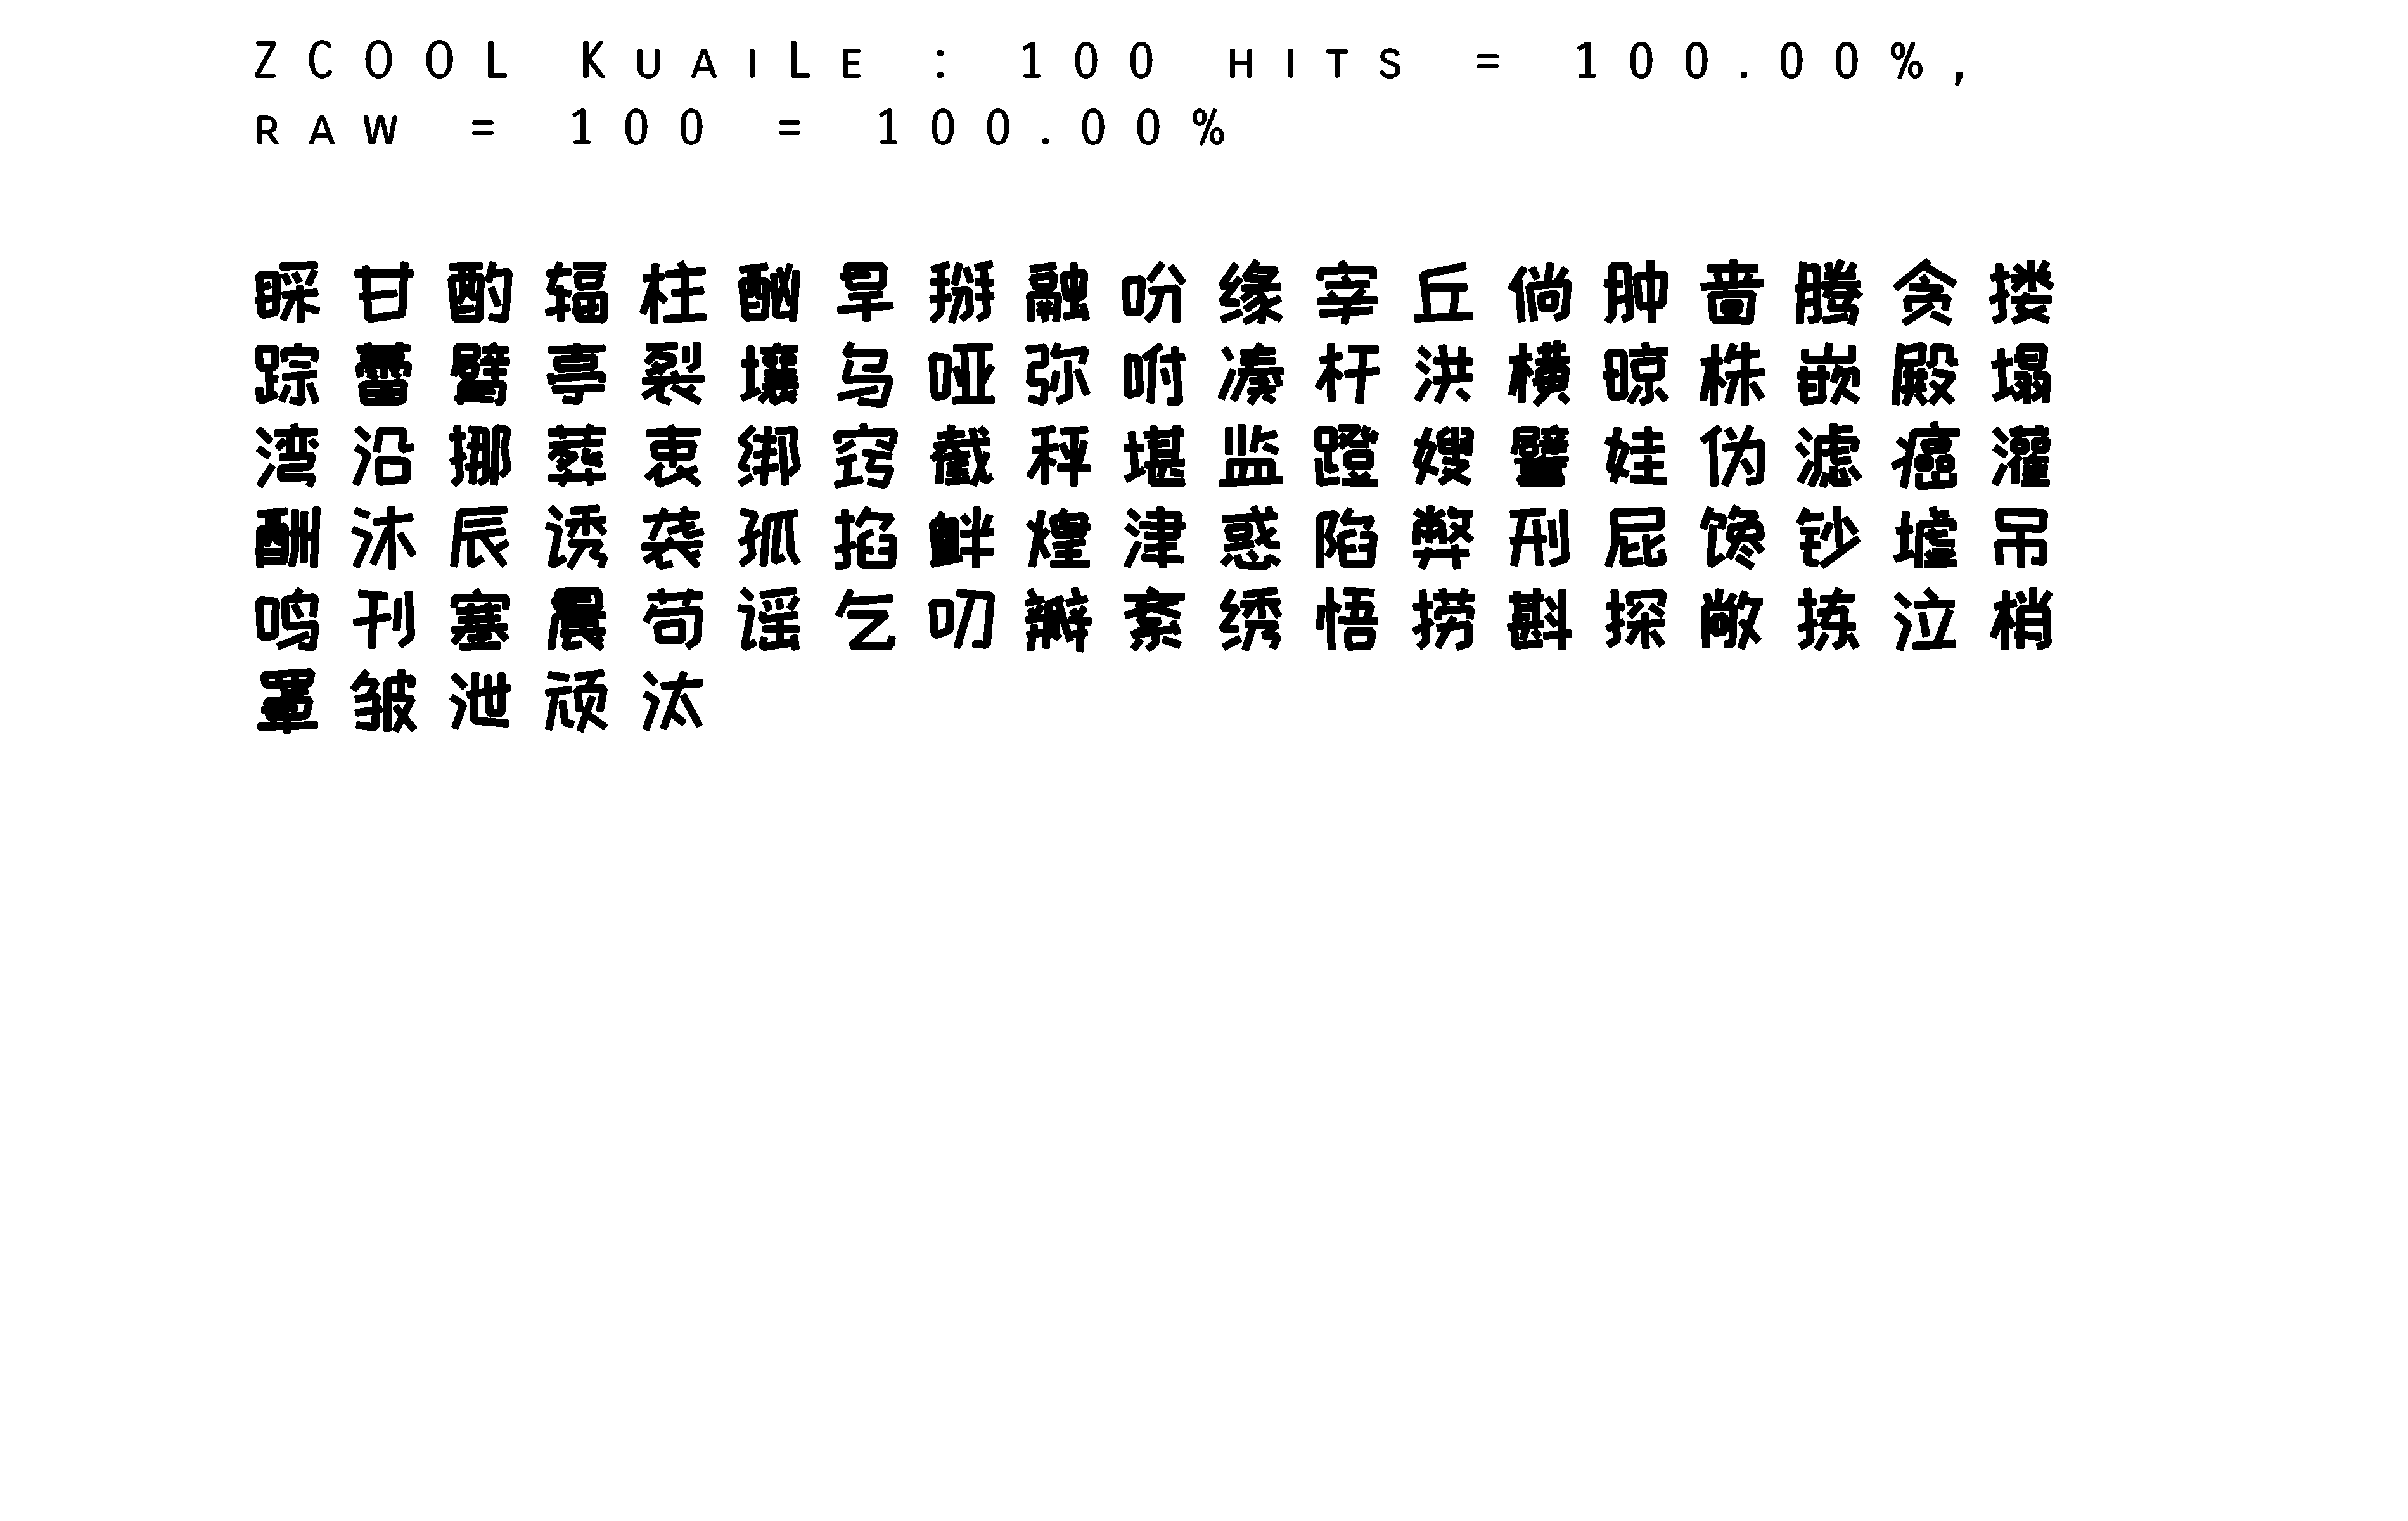 ZCOOL KuaiLe : 100 hits = 100.00%,
raw = 100 = 100.00%
睬甘酌辐柱酗旱掰融吩缘宰丘倘肿啬腾贪搂
踪蕾臂亭裂壤乌哑弥咐凑杆洪横晾株嵌殿塌
湾沿挪葬衷绑窍截秤堪监蹬嫂譬娃伪滤癌灌
酬沐辰诱袭孤掐衅煌津惑陷弊刑屁馋钞墟吊
鸣刊塞晨苟谣乞叨瓣紊绣悟捞斟探敞拣泣梢
罩皱泄顽汰